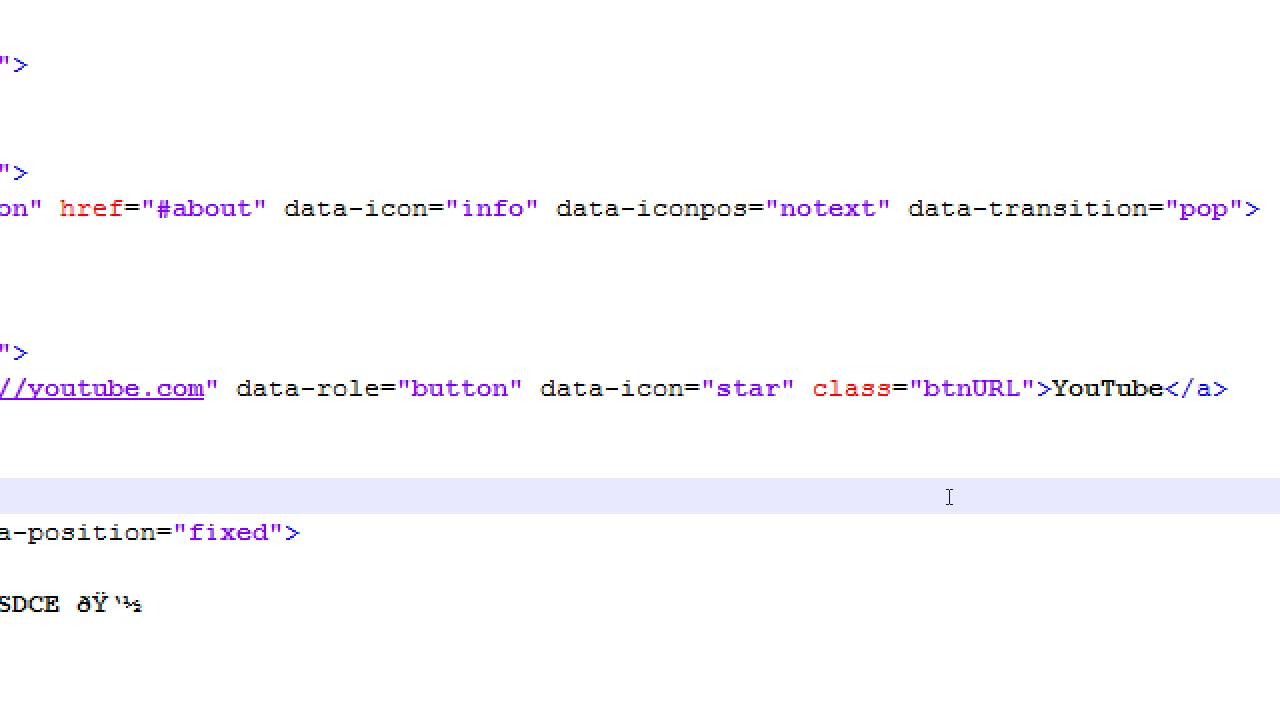 ">
">
on" href="#about" data-icon="info" data-iconpos="notext" data-transition="pop">
">
//youtube.com" data-role="button" data-icon="star" class="btnURL">YouTube</a>
a-position="fixed">
SDCE ðŸ‘½